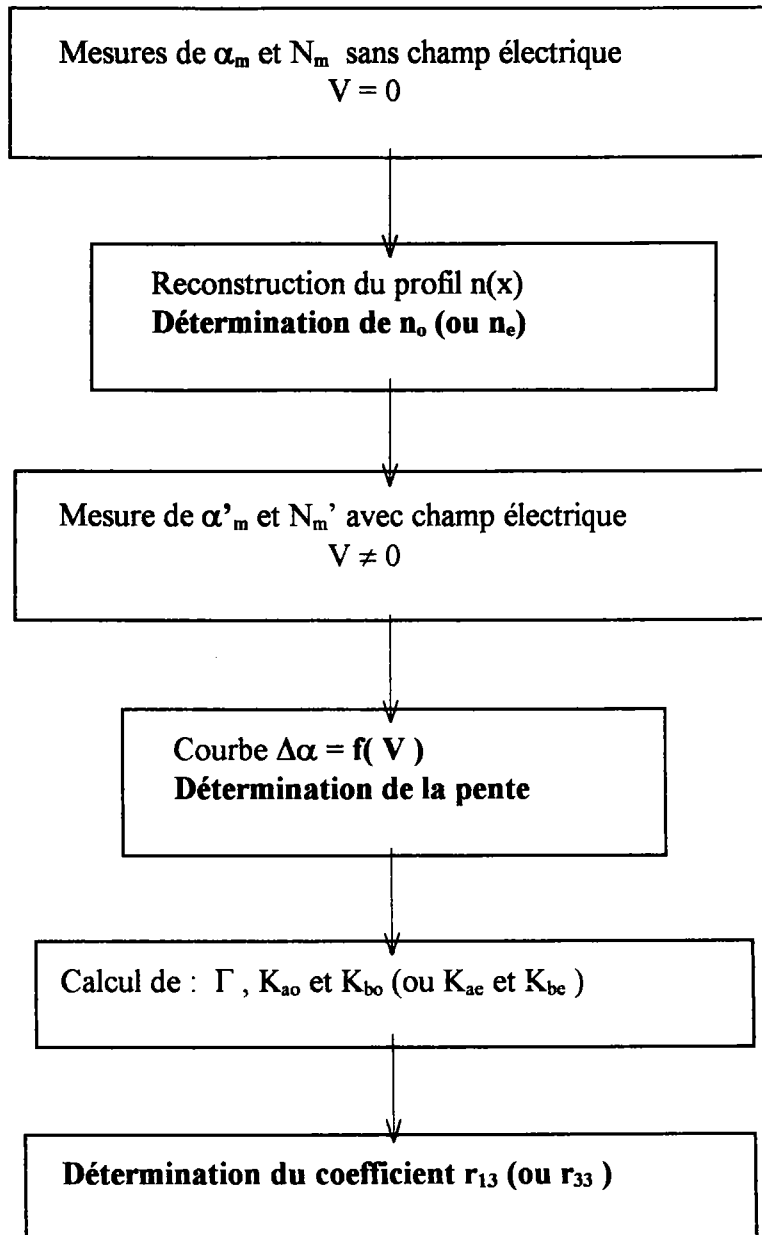 Mesures de αₘ et Nₘ sans champ électrique
V = 0
Reconstruction du profil n(x)
Détermination de nₒ (ou nₑ)
Mesure de α'ₘ et Nₘ' avec champ électrique
V ≠ 0
Courbe Δα = f( V )
Détermination de la pente
Calcul de : Γ , Kₐₒ et K_bo (ou Kₐₑ et K_be )
Détermination du coefficient r₁₃ (ou r₃₃ )